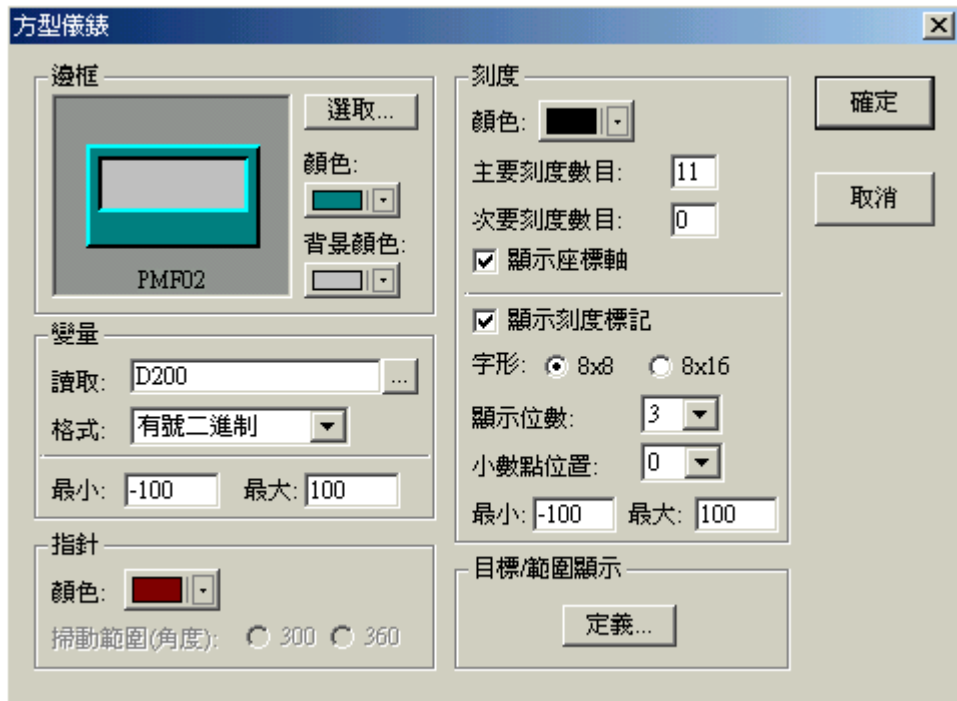 方型儀錶
邊框
選取...
顏色:
背景顏色:
PMF02
變量
讀取: D200 ...
格式: 有號二進制
最小: -100 最大: 100
指針
顏色:
掃動範圍(角度): 300 360
刻度
顏色:
主要刻度數目: 11
次要刻度數目: 0
顯示座標軸
顯示刻度標記
字形: 8x8 8x16
顯示位數: 3
小數點位置: 0
最小: -100 最大: 100
目標/範圍顯示
定義...
確定
取消